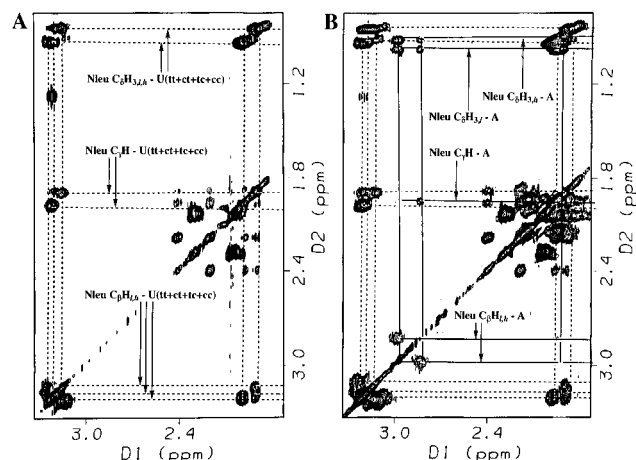 A
Nleu CδH3,l,h - U(tt+ct+tc+cc)
Nleu CγH - U(tt+ct+tc+cc)
Nleu CβHl,h - U(tt+ct+tc+cc)
3.0
2.4
D1 (ppm)
1.2
1.8
2.4
3.0
D2 (ppm)
B
Nleu CδH3,h - A
Nleu CδH3,l - A
Nleu CγH - A
Nleu CβHl,h - A
3.0
2.4
D1 (ppm)
1.2
1.8
2.4
3.0
D2 (ppm)